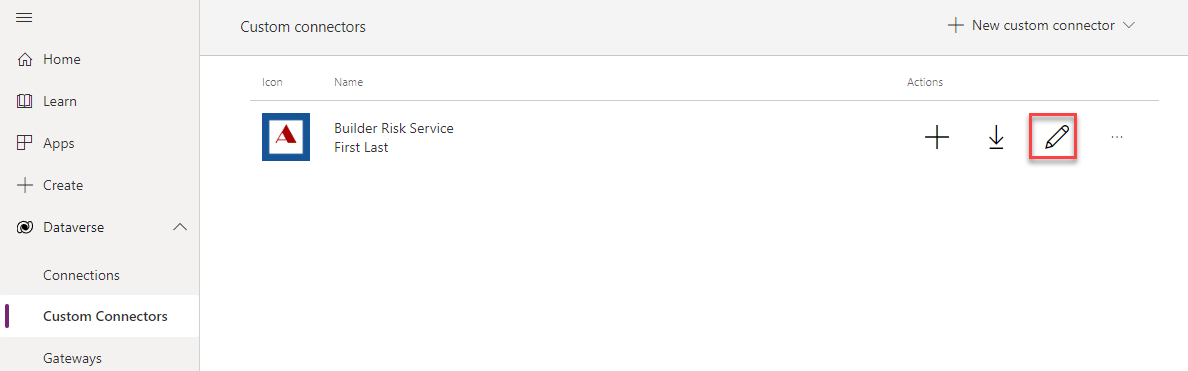 Custom connectors
New custom connector
Home
Learn
Apps
Create
Dataverse
Connections
Custom Connectors
Gateways
Icon
Name
Actions
A
Builder Risk Service
First Last
...